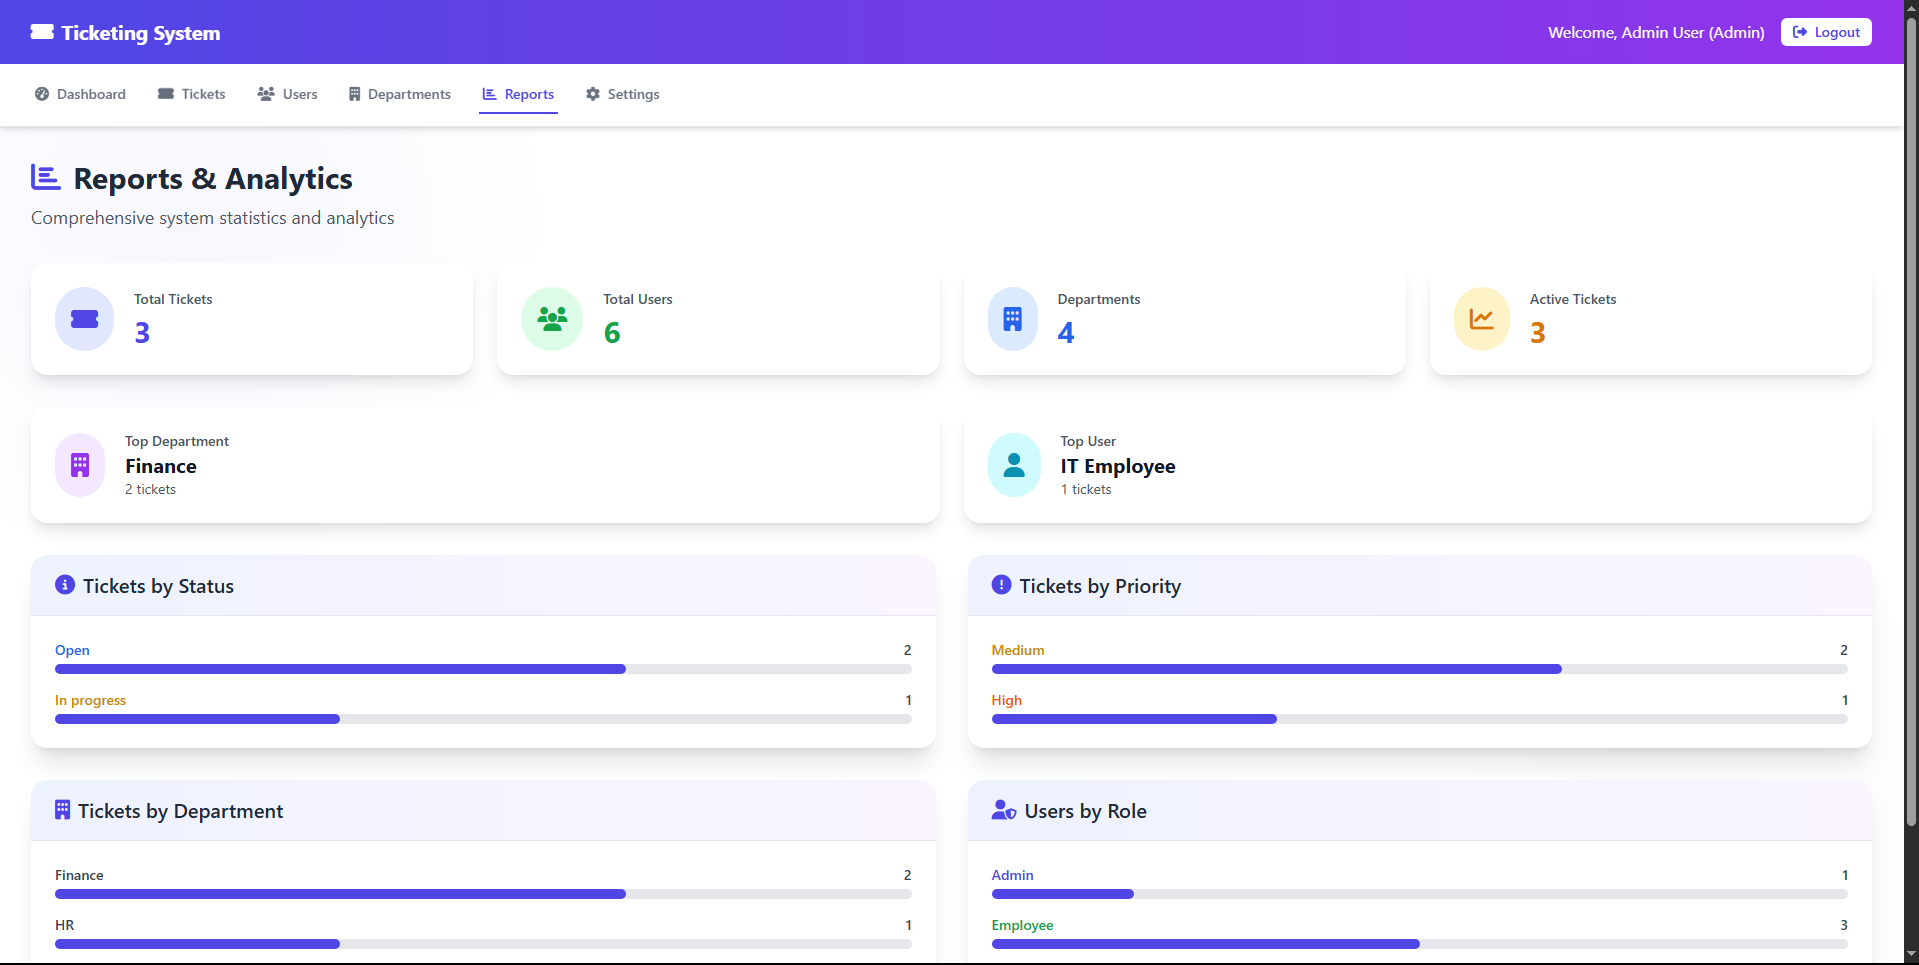 Ticketing System
Welcome, Admin User (Admin)
Logout
Dashboard
Tickets
Users
Departments
Reports
Settings
Reports & Analytics
Comprehensive system statistics and analytics
Total Tickets
3
Total Users
6
Departments
4
Active Tickets
3
Top Department
Finance
2 tickets
Top User
IT Employee
1 tickets
Tickets by Status
Open 2
In progress 1
Tickets by Priority
Medium 2
High 1
Tickets by Department
Finance 2
HR 1
Users by Role
Admin 1
Employee 3